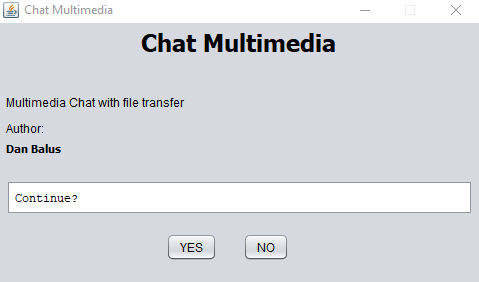 Chat Multimedia
Chat Multimedia
Multimedia Chat with file transfer
Author:
Dan Balus
Continue?
YES NO